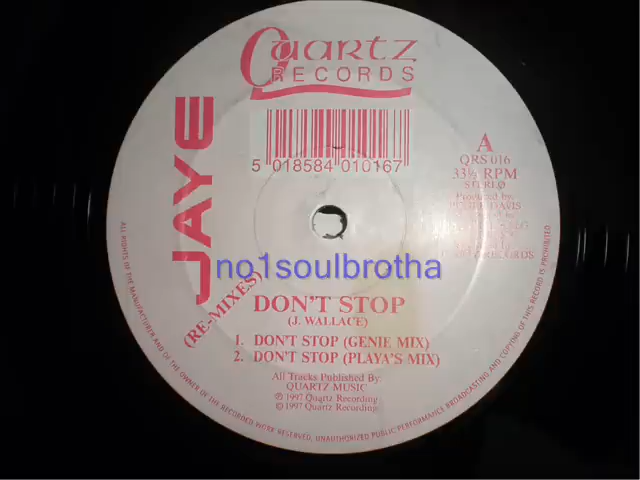 Quartz
RECORDS
JAYE
(RE-MIXES)
5 018584 010167
A
QRS 016
33⅓ RPM
STEREO
Produced by:
RECORDS
no1soulbrotha
DON'T STOP
(J. WALLACE)
1. DON'T STOP (GENIE MIX)
2. DON'T STOP (PLAYA'S MIX)
All Tracks Published By
QUARTZ MUSIC
℗ 1997 Quartz Recording
© 1997 Quartz Recording
ALL RIGHTS OF THE MANUFACTURER AND OF THE OWNER OF THE RECORDED WORK RESERVED, UNAUTHORIZED PUBLIC PERFORMANCE BROADCASTING AND COPYING OF THIS RECORD IS PROHIBITED.